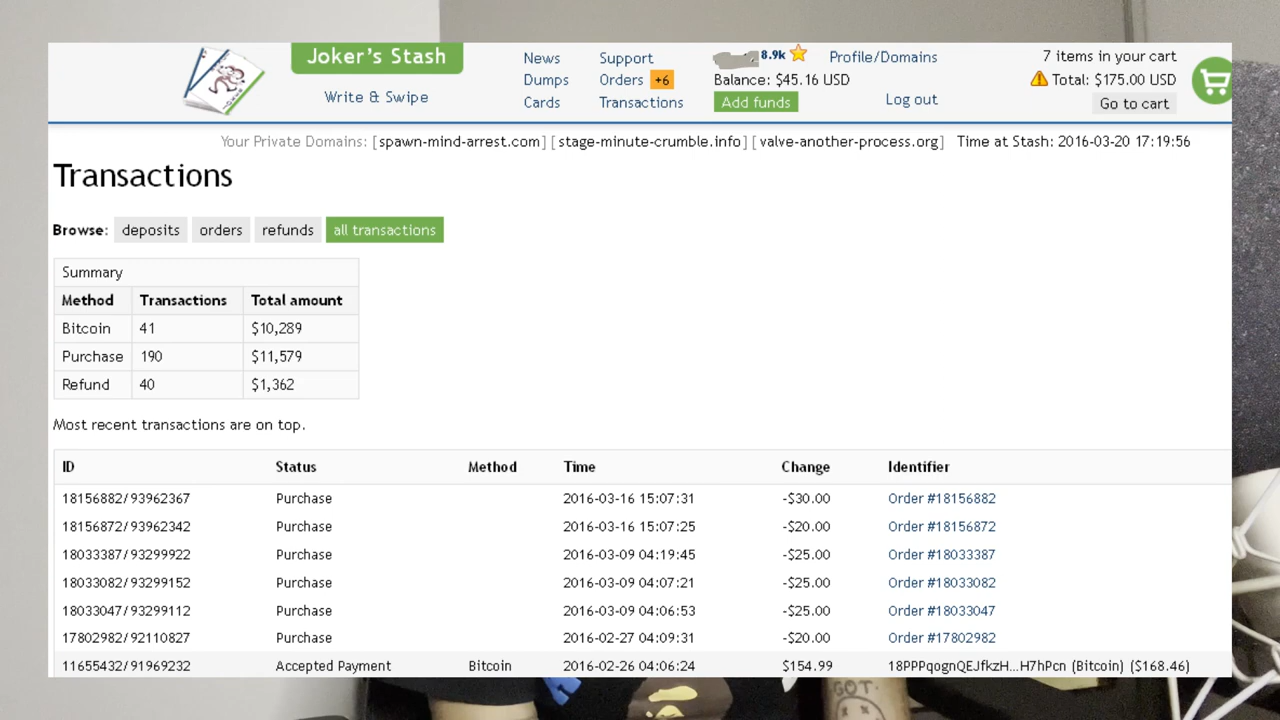 Joker's Stash
Write & Swipe
News
Dumps
Cards
Support
Orders +6
Transactions
8.9k
Balance: $45.16 USD
Add funds
Profile/Domains
Log out
7 items in your cart
Total: $175.00 USD
Go to cart
Your Private Domains: [spawn-mind-arrest.com] [stage-minute-crumble.info] [valve-another-process.org] Time at Stash: 2016-03-20 17:19:56
Transactions
Browse: deposits orders refunds all transactions
Summary
Method Transactions Total amount
Bitcoin 41 $10,289
Purchase 190 $11,579
Refund 40 $1,362
Most recent transactions are on top.
ID Status Method Time Change Identifier
18156882/93962367 Purchase 2016-03-16 15:07:31 -$30.00 Order #18156882
18156872/93962342 Purchase 2016-03-16 15:07:25 -$20.00 Order #18156872
18033387/93299922 Purchase 2016-03-09 04:19:45 -$25.00 Order #18033387
18033082/93299152 Purchase 2016-03-09 04:07:21 -$25.00 Order #18033082
18033047/93299112 Purchase 2016-03-09 04:06:53 -$25.00 Order #18033047
17802982/92110827 Purchase 2016-02-27 04:09:31 -$20.00 Order #17802982
11655432/91969232 Accepted Payment Bitcoin 2016-02-26 04:06:24 $154.99 18PPPqognQEJfkzH...H7hPcn (Bitcoin) ($168.46)
GOT